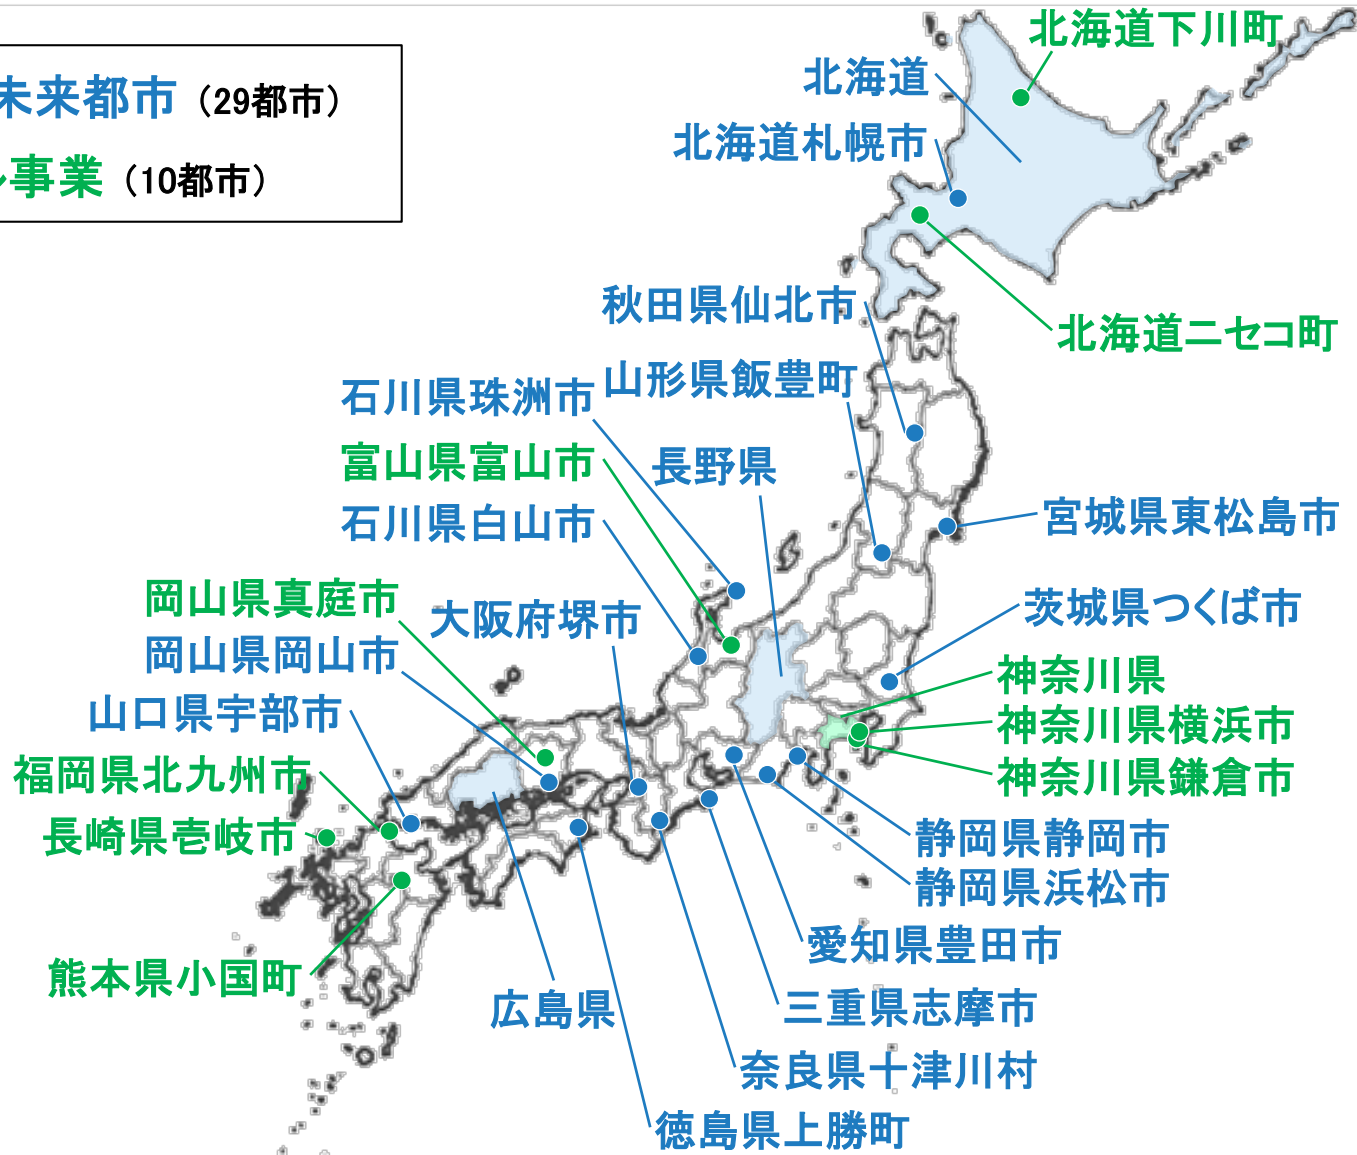 未来都市（29都市）
事業（10都市）
北海道下川町
北海道
北海道札幌市
秋田県仙北市
北海道ニセコ町
山形県飯豊町
石川県珠洲市
富山県富山市
長野県
石川県白山市
宮城県東松島市
岡山県真庭市
大阪府堺市
茨城県つくば市
岡山県岡山市
神奈川県
山口県宇部市
神奈川県横浜市
福岡県北九州市
神奈川県鎌倉市
長崎県壱岐市
静岡県静岡市
静岡県浜松市
愛知県豊田市
熊本県小国町
広島県
三重県志摩市
奈良県十津川村
徳島県上勝町